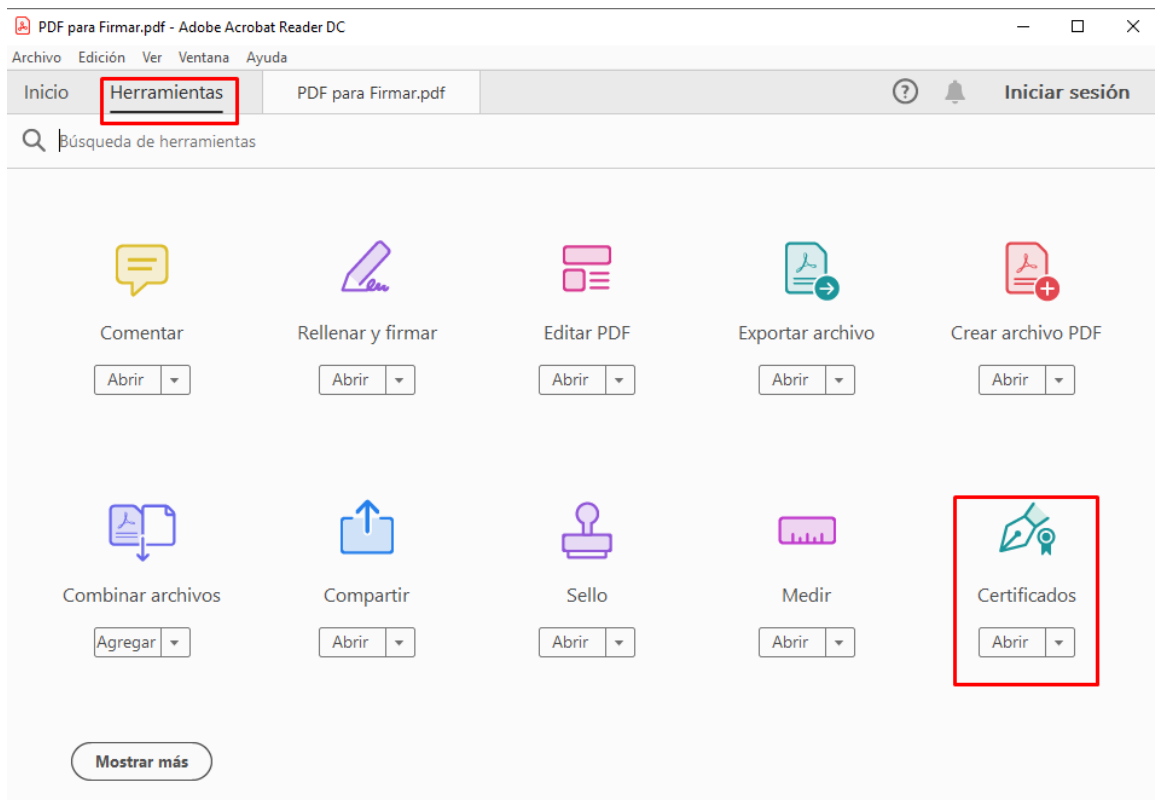 PDF para Firmar.pdf - Adobe Acrobat Reader DC
Archivo Edición Ver Ventana Ayuda
Inicio Herramientas PDF para Firmar.pdf Iniciar sesión
Búsqueda de herramientas
Comentar Rellenar y firmar Editar PDF Exportar archivo Crear archivo PDF
Abrir Abrir Abrir Abrir Abrir
Combinar archivos Compartir Sello Medir Certificados
Agregar Abrir Abrir Abrir Abrir
Mostrar más